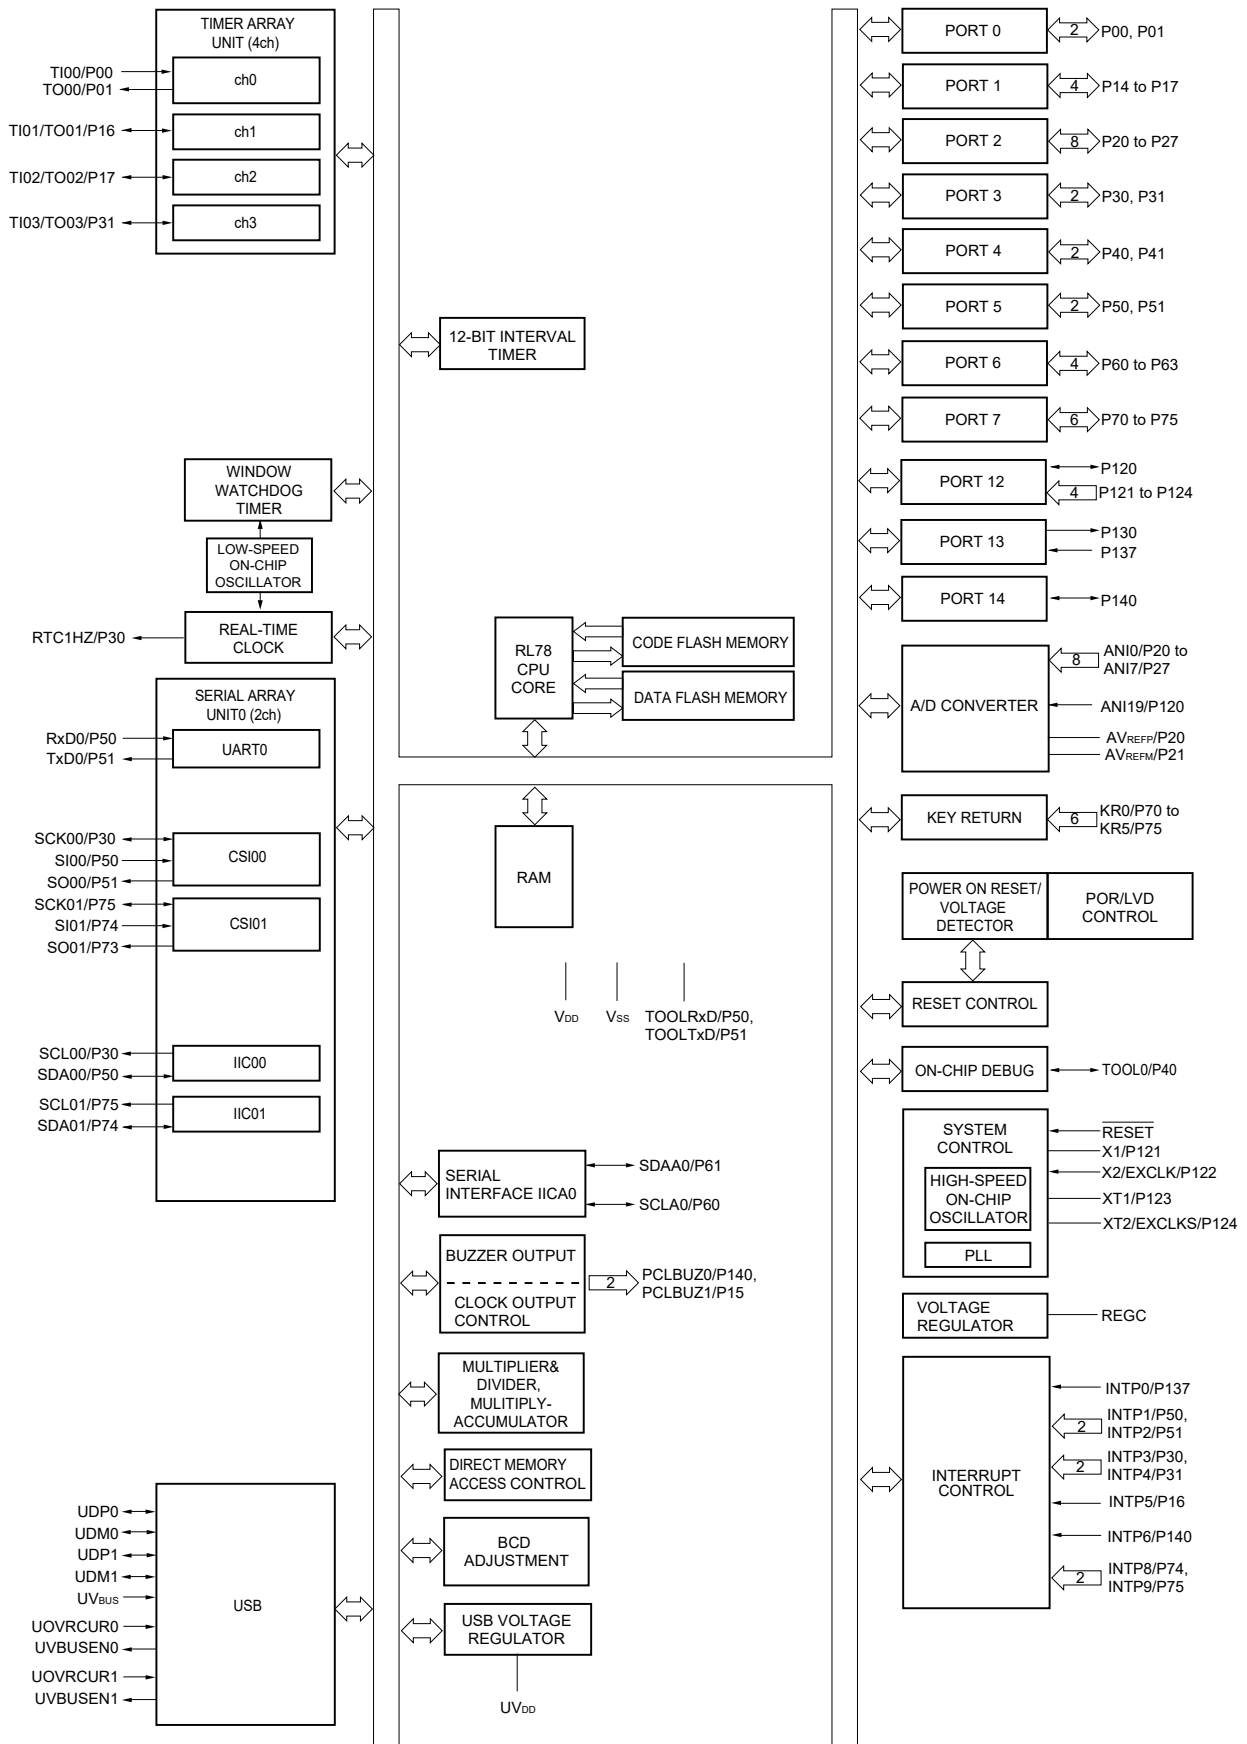 TIMER ARRAY
UNIT (4ch)
TI00/P00
TO00/P01
ch0
TI01/TO01/P16
ch1
TI02/TO02/P17
ch2
TI03/TO03/P31
ch3
12-BIT INTERVAL
TIMER
WINDOW
WATCHDOG
TIMER
LOW-SPEED
ON-CHIP
OSCILLATOR
RTC1HZ/P30
REAL-TIME
CLOCK
RL78
CPU
CORE
CODE FLASH MEMORY
DATA FLASH MEMORY
SERIAL ARRAY
UNIT0 (2ch)
RxD0/P50
TxD0/P51
UART0
SCK00/P30
SI00/P50
SO00/P51
CSI00
SCK01/P75
SI01/P74
SO01/P73
CSI01
SCL00/P30
SDA00/P50
IIC00
SCL01/P75
SDA01/P74
IIC01
RAM
VDD
VSS
TOOLRxD/P50,
TOOLTxD/P51
SERIAL
INTERFACE IICA0
SDAA0/P61
SCLA0/P60
BUZZER OUTPUT
CLOCK OUTPUT
CONTROL
2
PCLBUZ0/P140,
PCLBUZ1/P15
MULTIPLIER&
DIVIDER,
MULITIPLY-
ACCUMULATOR
DIRECT MEMORY
ACCESS CONTROL
BCD
ADJUSTMENT
USB VOLTAGE
REGULATOR
UVDD
UDP0
UDM0
UDP1
UDM1
UVBUS
UOVRCUR0
UVBUSEN0
UOVRCUR1
UVBUSEN1
USB
PORT 0
2
P00, P01
PORT 1
4
P14 to P17
PORT 2
8
P20 to P27
PORT 3
2
P30, P31
PORT 4
2
P40, P41
PORT 5
2
P50, P51
PORT 6
4
P60 to P63
PORT 7
6
P70 to P75
PORT 12
P120
4
P121 to P124
PORT 13
P130
P137
PORT 14
P140
A/D CONVERTER
8
ANI0/P20 to
ANI7/P27
ANI19/P120
AVREFP/P20
AVREFM/P21
KEY RETURN
6
KR0/P70 to
KR5/P75
POWER ON RESET/
VOLTAGE
DETECTOR
POR/LVD
CONTROL
RESET CONTROL
ON-CHIP DEBUG
TOOL0/P40
SYSTEM
CONTROL
HIGH-SPEED
ON-CHIP
OSCILLATOR
PLL
RESET
X1/P121
X2/EXCLK/P122
XT1/P123
XT2/EXCLKS/P124
VOLTAGE
REGULATOR
REGC
INTERRUPT
CONTROL
INTP0/P137
2
INTP1/P50,
INTP2/P51
2
INTP3/P30,
INTP4/P31
INTP5/P16
INTP6/P140
2
INTP8/P74,
INTP9/P75